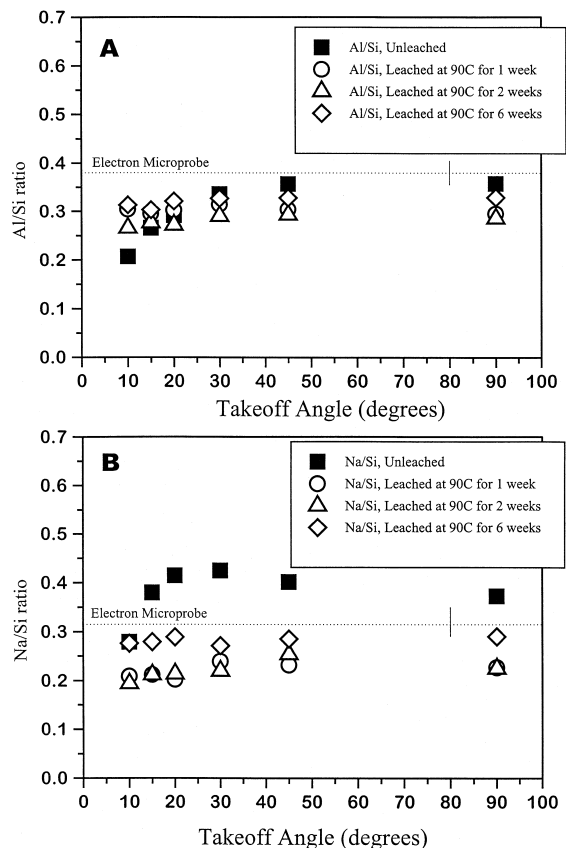 0.7
A
Al/Si, Unleached
0.6
Al/Si, Leached at 90C for 1 week
Al/Si, Leached at 90C for 2 weeks
0.5
Al/Si, Leached at 90C for 6 weeks
0.4
Electron Microprobe
Al/Si ratio
0.3
0.2
0.1
0.0
0 10 20 30 40 50 60 70 80 90 100
Takeoff Angle (degrees)
0.7
B
Na/Si, Unleached
0.6
Na/Si, Leached at 90C for 1 week
Na/Si, Leached at 90C for 2 weeks
0.5
Na/Si, Leached at 90C for 6 weeks
0.4
Electron Microprobe
Na/Si ratio
0.3
0.2
0.1
0.0
0 10 20 30 40 50 60 70 80 90 100
Takeoff Angle (degrees)